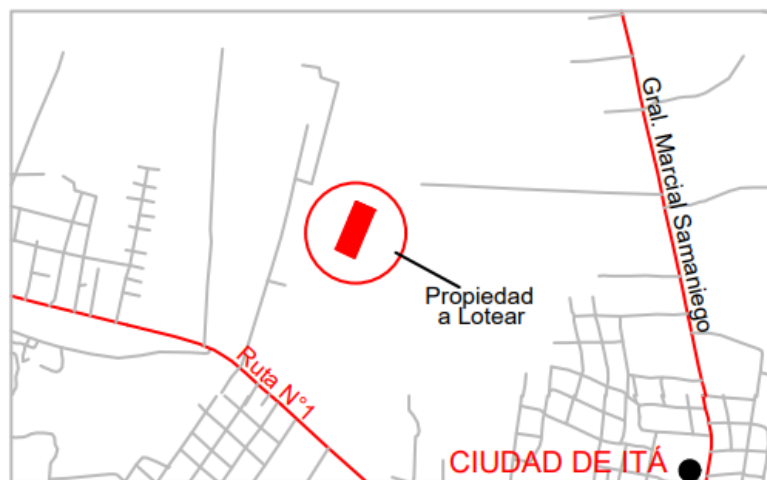 Gral. Marcial Samaniego
Propiedad
a Lotear
Ruta N°1
CIUDAD DE ITÁ